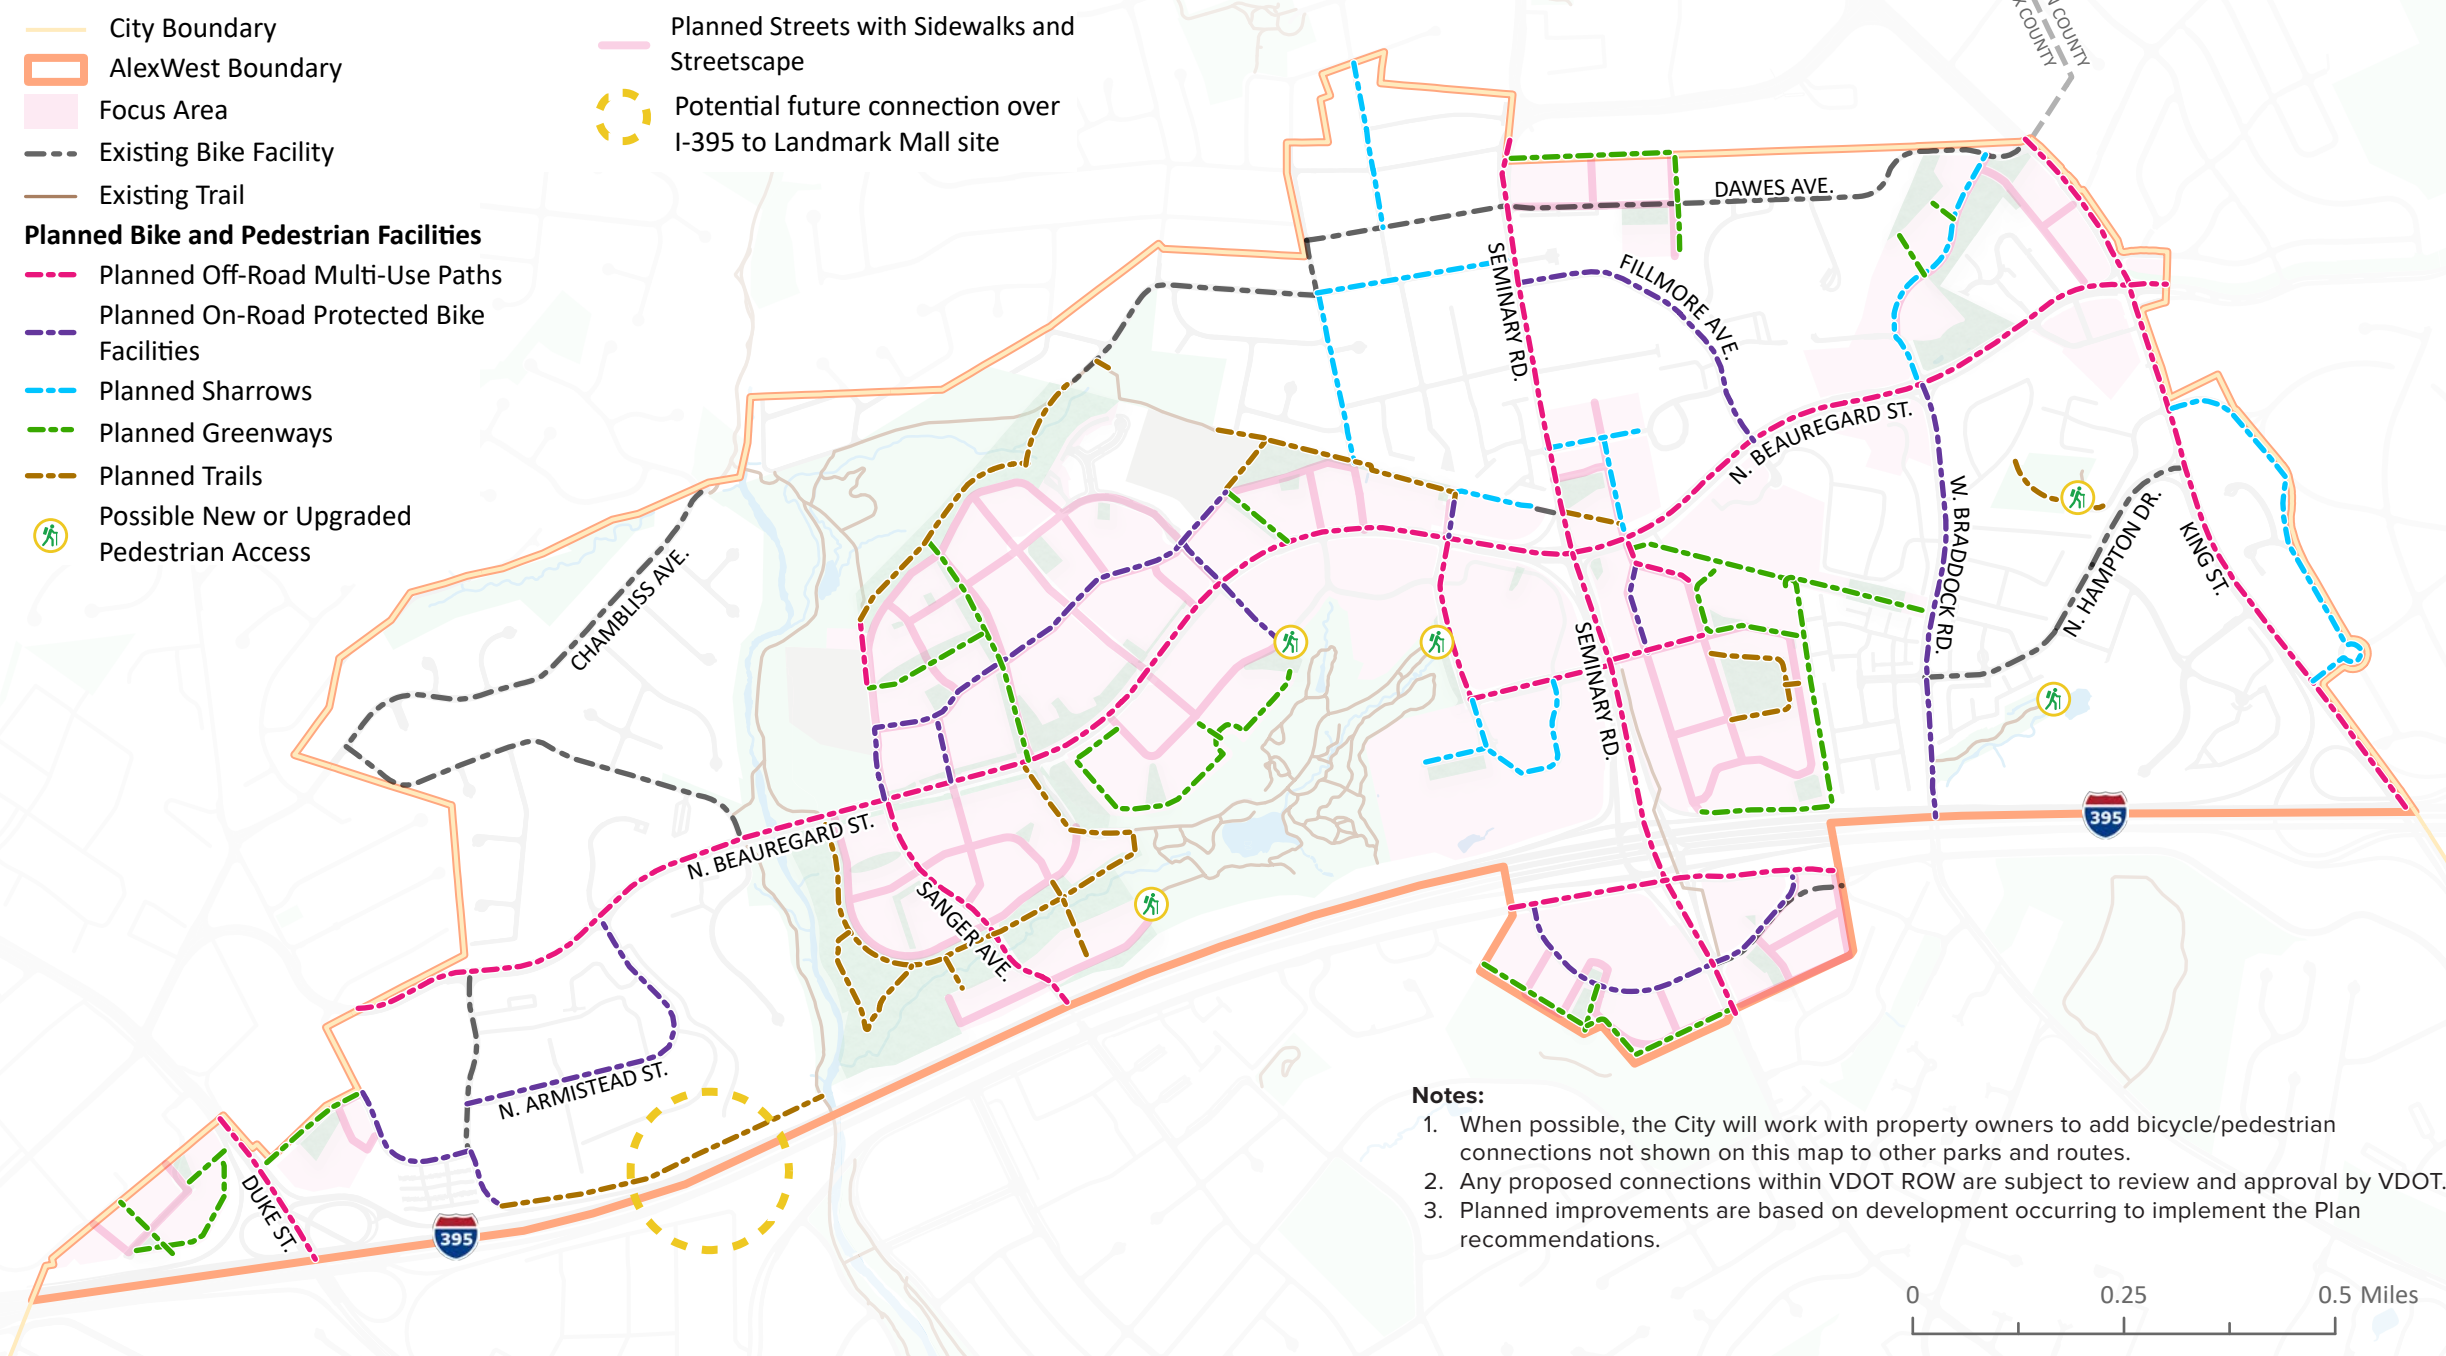 City Boundary
AlexWest Boundary
Focus Area
Existing Bike Facility
Existing Trail
Planned Bike and Pedestrian Facilities
Planned Off-Road Multi-Use Paths
Planned On-Road Protected Bike
Facilities
Planned Sharrows
Planned Greenways
Planned Trails
Possible New or Upgraded
Pedestrian Access
Planned Streets with Sidewalks and
Streetscape
Potential future connection over
I-395 to Landmark Mall site
N COUNTY
X COUNTY
DAWES AVE.
SEMINARY RD.
FILLMORE AVE.
N. BEAUREGARD ST.
W. BRADDOCK RD.
N. HAMPTON DR.
KING ST.
CHAMBLISS AVE.
SEMINARY RD.
395
N. BEAUREGARD ST.
SANGER AVE.
N. ARMISTEAD ST.
DUKE ST.
395
Notes:
1. When possible, the City will work with property owners to add bicycle/pedestrian
connections not shown on this map to other parks and routes.
2. Any proposed connections within VDOT ROW are subject to review and approval by VDOT.
3. Planned improvements are based on development occurring to implement the Plan
recommendations.
0 0.25 0.5 Miles